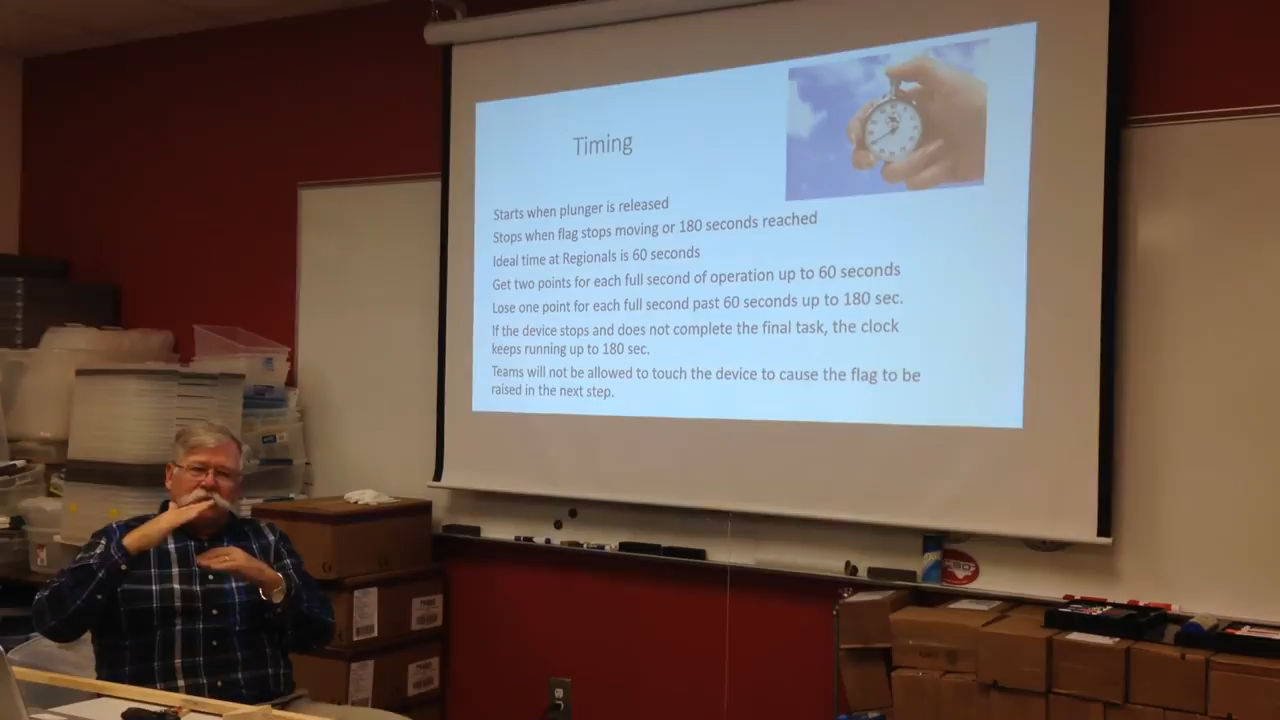 Timing
Starts when plunger is released
Stops when flag stops moving or 180 seconds reached
Ideal time at Regionals is 60 seconds
Get two points for each full second of operation up to 60 seconds
Lose one point for each full second past 60 seconds up to 180 sec.
If the device stops and does not complete the final task, the clock
keeps running up to 180 sec.
Teams will not be allowed to touch the device to cause the flag to be
raised in the next step.